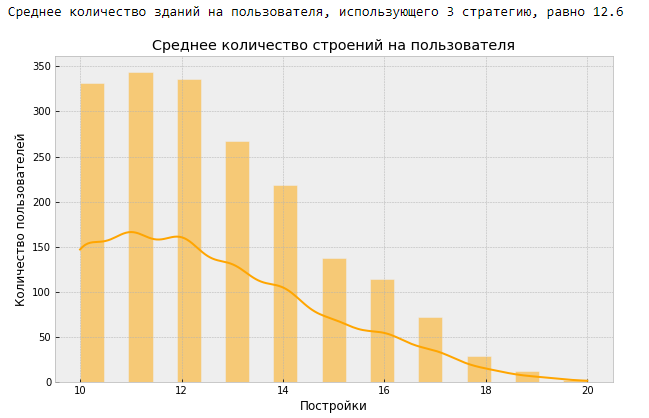 Среднее количество зданий на пользователя, использующего 3 стратегию, равно 12.6
Среднее количество строений на пользователя
Количество пользователей
350
300
250
200
150
100
50
0
10 12 14 16 18 20
Постройки